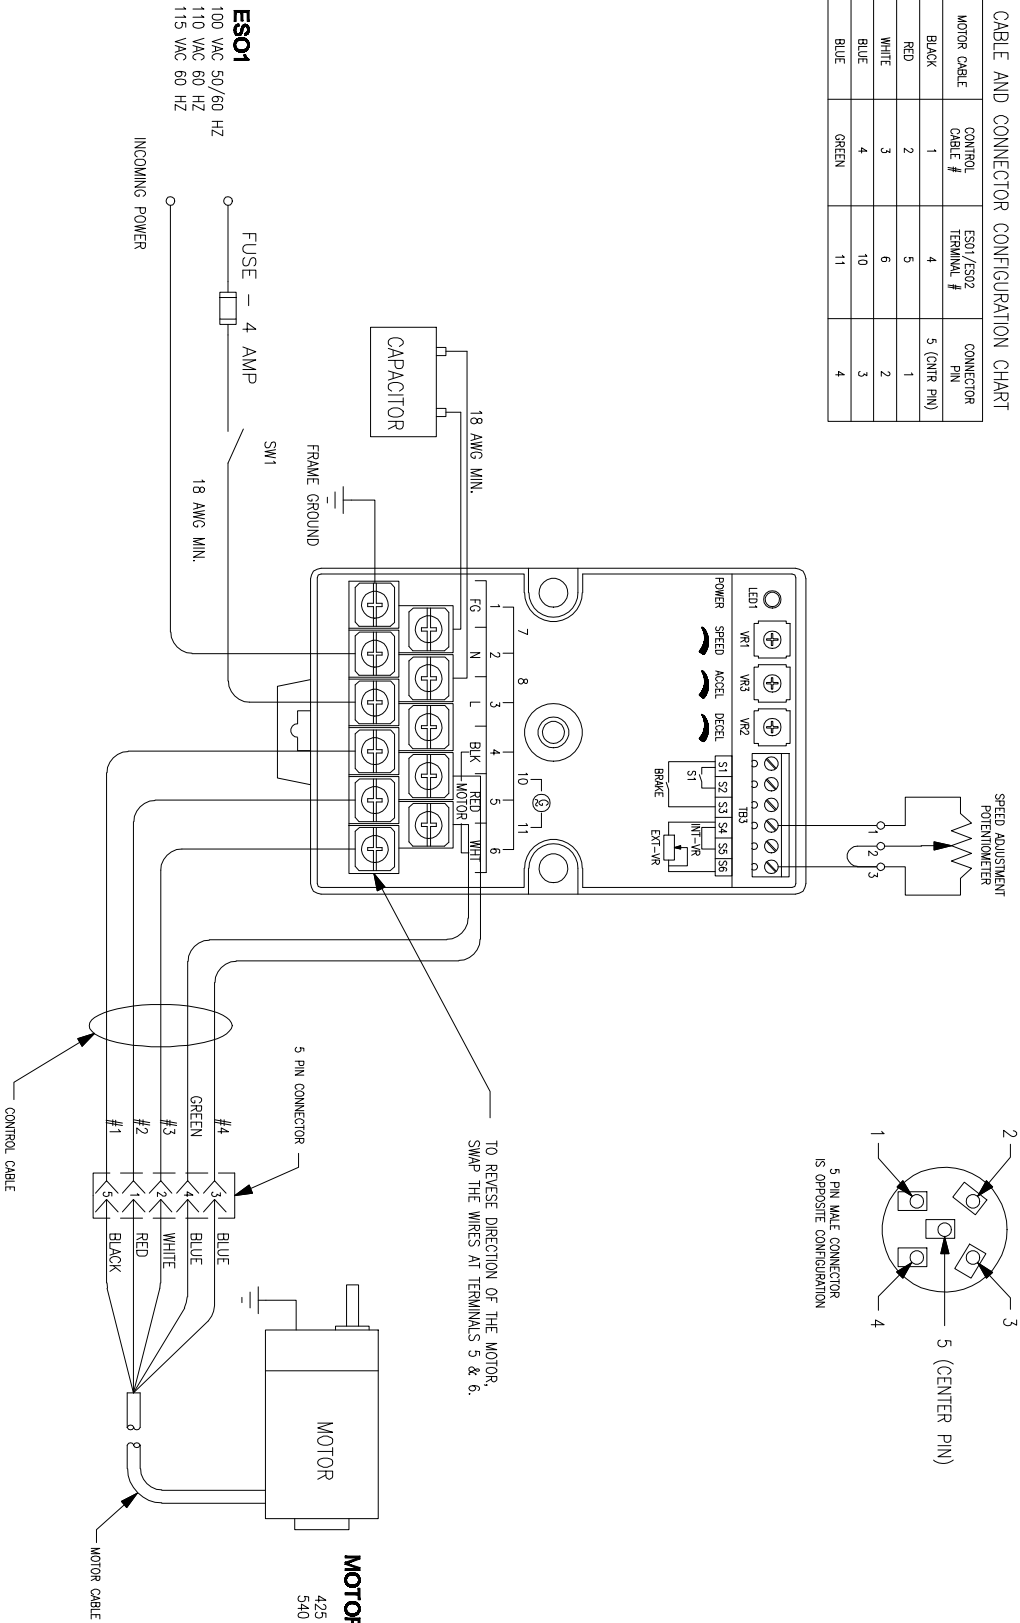 CABLE AND CONNECTOR CONFIGURATION CHART
MOTOR CABLE
CONTROL CABLE #
ESO1/ESO2 TERMINAL #
CONNECTOR PIN
BLACK 1 4 5 (CNTR PIN)
RED 2 5 1
WHITE 3 6 2
BLUE 4 10 3
BLUE GREEN 11 4
SPEED ADJUSTMENT
POTENTIOMETER
1
2
3
2
3
1
4
5 (CENTER PIN)
5 PIN MALE CONNECTOR
IS OPPOSITE CONFIGURATION
LED1
VR1
VR3
VR2
TB3
POWER
SPEED
ACCEL
DECEL
S1 S2 S3 S4 S5 S6
S1
BRAKE
INT-VR
EXT-VR
7 8 10 G 11
1 2 3 4 5 6
FG N L BLK RED WHT
MOTOR
CAPACITOR
18 AWG MIN.
FRAME GROUND
SW1
FUSE - 4 AMP
18 AWG MIN.
INCOMING POWER
ESO1
100 VAC 50/60 HZ
110 VAC 60 HZ
115 VAC 60 HZ
TO REVESE DIRECTION OF THE MOTOR,
SWAP THE WIRES AT TERMINALS 5 & 6.
5 PIN CONNECTOR
#4 3 BLUE
GREEN 4 BLUE
#3 2 WHITE
#2 1 RED
#1 5 BLACK
CONTROL CABLE
MOTOR
MOTOR CABLE
425
540